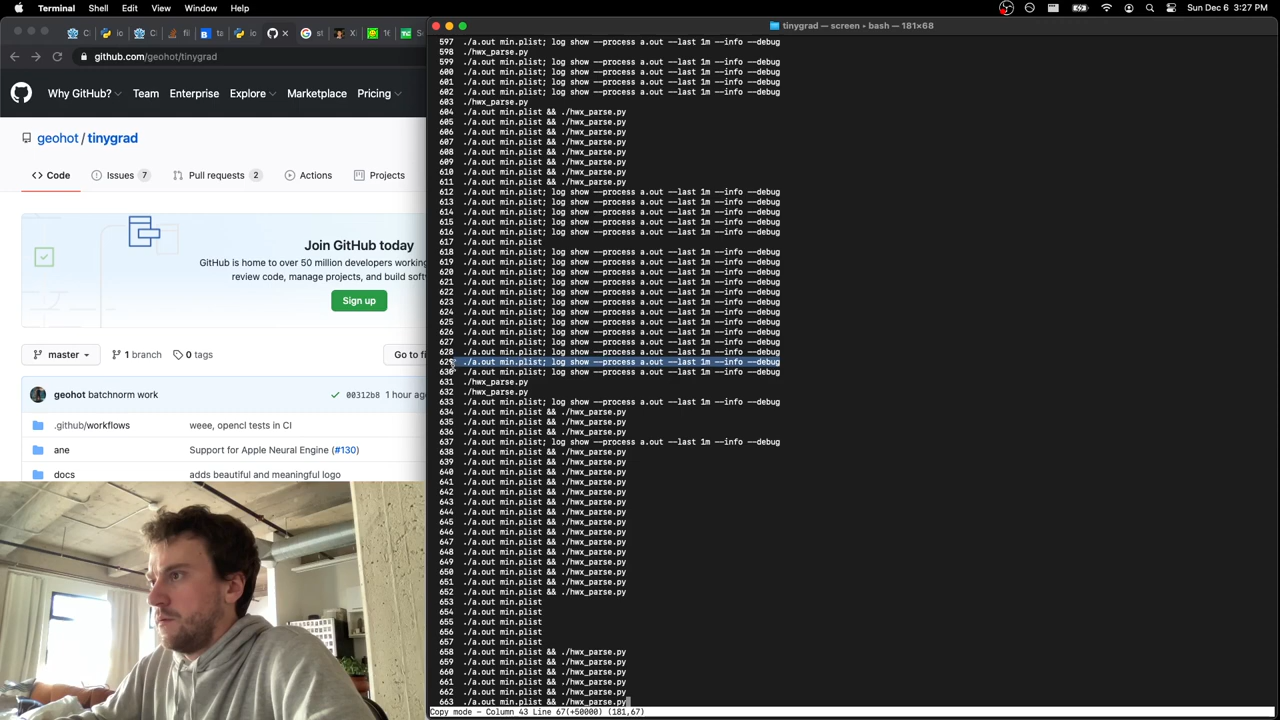 Terminal Shell Edit View Window Help
Sun Dec 6 3:27 PM
github.com/geohot/tinygrad
Why GitHub? Team Enterprise Explore Marketplace Pricing
geohot / tinygrad
Code Issues 7 Pull requests 2 Actions Projects
Join GitHub today
GitHub is home to over 50 million developers working
review code, manage projects, and build soft
Sign up
master 1 branch 0 tags Go to fi
geohot batchnorm work 00312b8 1 hour ag
.github/workflows weee, opencl tests in CI
ane Support for Apple Neural Engine (#130)
docs adds beautiful and meaningful logo
tinygrad — screen ▸ bash — 181×68
597 ./a.out min.plist; log show --process a.out --last 1m --info --debug
598 ./hwx_parse.py
599 ./a.out min.plist; log show --process a.out --last 1m --info --debug
600 ./a.out min.plist; log show --process a.out --last 1m --info --debug
601 ./a.out min.plist; log show --process a.out --last 1m --info --debug
602 ./a.out min.plist; log show --process a.out --last 1m --info --debug
603 ./hwx_parse.py
604 ./a.out min.plist && ./hwx_parse.py
605 ./a.out min.plist && ./hwx_parse.py
606 ./a.out min.plist && ./hwx_parse.py
607 ./a.out min.plist && ./hwx_parse.py
608 ./a.out min.plist && ./hwx_parse.py
609 ./a.out min.plist && ./hwx_parse.py
610 ./a.out min.plist && ./hwx_parse.py
611 ./a.out min.plist && ./hwx_parse.py
612 ./a.out min.plist; log show --process a.out --last 1m --info --debug
613 ./a.out min.plist; log show --process a.out --last 1m --info --debug
614 ./a.out min.plist; log show --process a.out --last 1m --info --debug
615 ./a.out min.plist; log show --process a.out --last 1m --info --debug
616 ./a.out min.plist; log show --process a.out --last 1m --info --debug
617 ./a.out min.plist
618 ./a.out min.plist; log show --process a.out --last 1m --info --debug
619 ./a.out min.plist; log show --process a.out --last 1m --info --debug
620 ./a.out min.plist; log show --process a.out --last 1m --info --debug
621 ./a.out min.plist; log show --process a.out --last 1m --info --debug
622 ./a.out min.plist; log show --process a.out --last 1m --info --debug
623 ./a.out min.plist; log show --process a.out --last 1m --info --debug
624 ./a.out min.plist; log show --process a.out --last 1m --info --debug
625 ./a.out min.plist; log show --process a.out --last 1m --info --debug
626 ./a.out min.plist; log show --process a.out --last 1m --info --debug
627 ./a.out min.plist; log show --process a.out --last 1m --info --debug
628 ./a.out min.plist; log show --process a.out --last 1m --info --debug
629 ./a.out min.plist; log show --process a.out --last 1m --info --debug
630 ./a.out min.plist; log show --process a.out --last 1m --info --debug
631 ./hwx_parse.py
632 ./hwx_parse.py
633 ./a.out min.plist; log show --process a.out --last 1m --info --debug
634 ./a.out min.plist && ./hwx_parse.py
635 ./a.out min.plist && ./hwx_parse.py
636 ./a.out min.plist && ./hwx_parse.py
637 ./a.out min.plist; log show --process a.out --last 1m --info --debug
638 ./a.out min.plist && ./hwx_parse.py
639 ./a.out min.plist && ./hwx_parse.py
640 ./a.out min.plist && ./hwx_parse.py
641 ./a.out min.plist && ./hwx_parse.py
642 ./a.out min.plist && ./hwx_parse.py
643 ./a.out min.plist && ./hwx_parse.py
644 ./a.out min.plist && ./hwx_parse.py
645 ./a.out min.plist && ./hwx_parse.py
646 ./a.out min.plist && ./hwx_parse.py
647 ./a.out min.plist && ./hwx_parse.py
648 ./a.out min.plist && ./hwx_parse.py
649 ./a.out min.plist && ./hwx_parse.py
650 ./a.out min.plist && ./hwx_parse.py
651 ./a.out min.plist && ./hwx_parse.py
652 ./a.out min.plist && ./hwx_parse.py
653 ./a.out min.plist
654 ./a.out min.plist
655 ./a.out min.plist
656 ./a.out min.plist
657 ./a.out min.plist
658 ./a.out min.plist && ./hwx_parse.py
659 ./a.out min.plist && ./hwx_parse.py
660 ./a.out min.plist && ./hwx_parse.py
661 ./a.out min.plist && ./hwx_parse.py
662 ./a.out min.plist && ./hwx_parse.py
663 ./a.out min.plist && ./hwx_parse.py
Copy mode - Column 43 Line 67(+50000) (181,67)